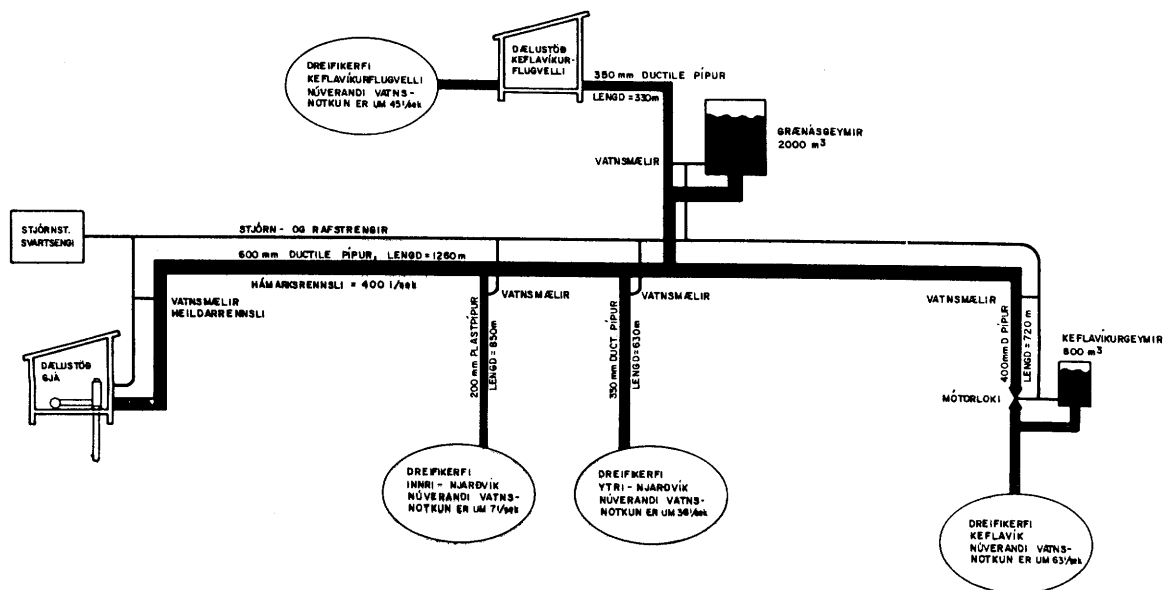 DÆLUSTÖÐ
KEFLAVÍKUR-
FLUGVELLI
DREIFIKERFI
KEFLAVÍKURFLUGVELLI
NÚVERANDI VATNS-
NOTKUN ER UM 45 l/sek
350 mm DUCTILE PÍPUR
LENGD = 330m
GRÆNÁSGEYMIR
2000 m³
VATNSMÆLIR
STJÓRNST.
SVARTSENGI
STJÓRN- OG RAFSTRENGIR
600 mm DUCTILE PÍPUR, LENGD = 1260m
HÁMARKSRENNSLI = 400 l/sek
VATNSMÆLIR
HEILDARRENNSLI
VATNSMÆLIR
VATNSMÆLIR
VATNSMÆLIR
200 mm PLASTPÍPUR
LENGD = 850m
350 mm DUCT PÍPUR
LENGD = 630m
400mm D PÍPUR
LENGD = 720 m
KEFLAVÍKURGEYMIR
800 m³
DÆLUSTÖÐ
GJÁ
MÓTORLOKI
DREIFIKERFI
INNRI - NJARÐVÍK
NÚVERANDI VATNS-
NOTKUN ER UM 7 l/sek
DREIFIKERFI
YTRI - NJARÐVÍK
NÚVERANDI VATNS-
NOTKUN ER UM 36 l/sek
DREIFIKERFI
KEFLAVÍK
NÚVERANDI VATNS-
NOTKUN ER UM 63 l/sek